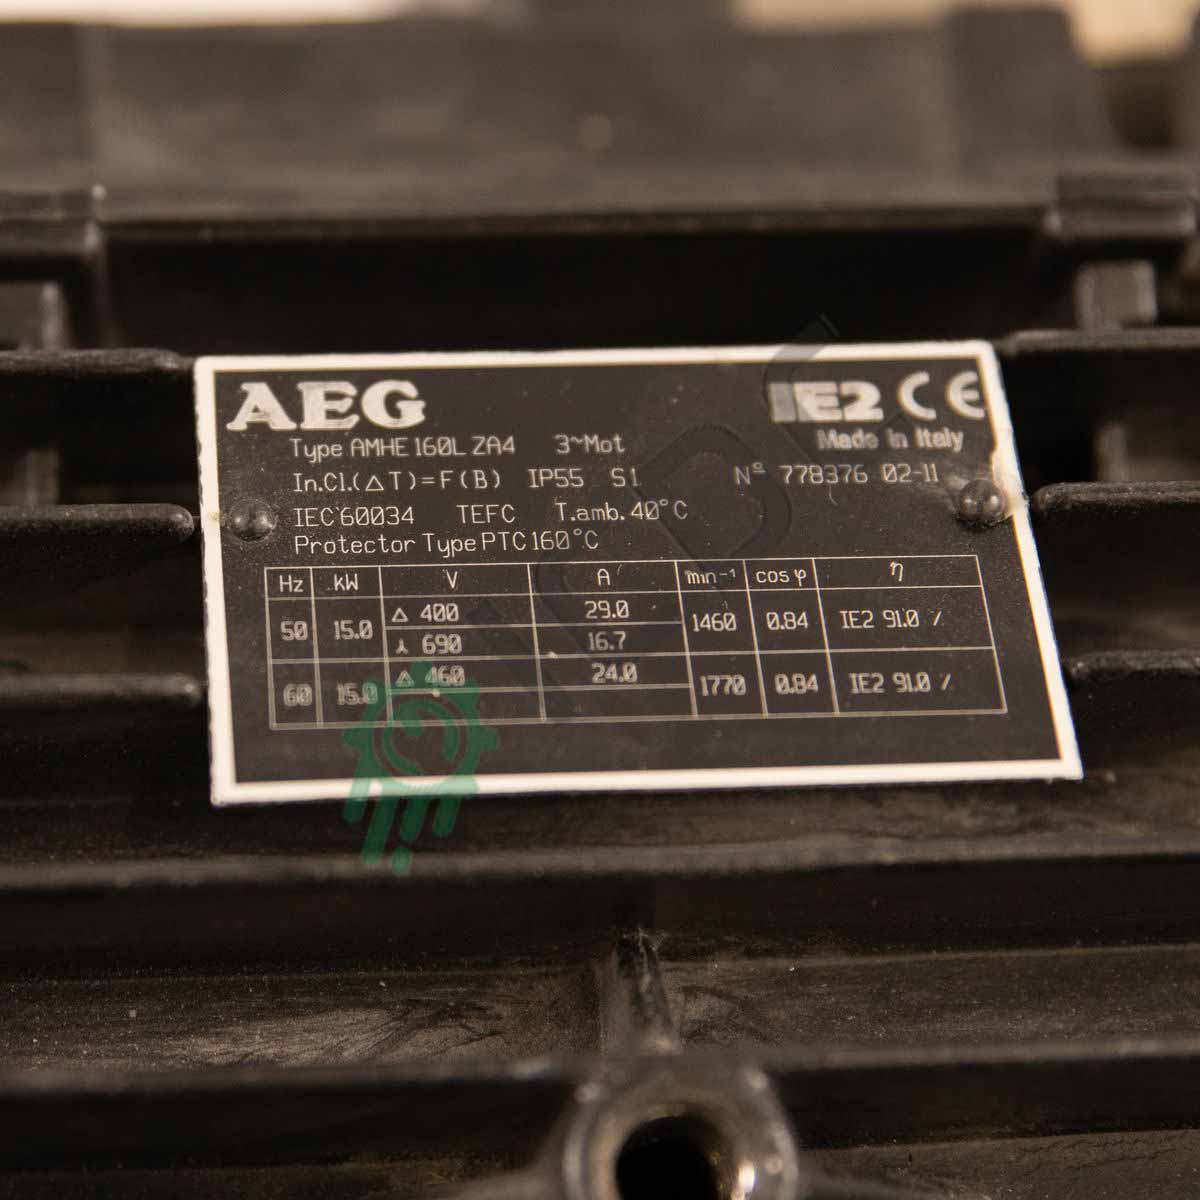 AEG IE2 CE
Made in Italy
Type AMHE 160L ZA4 3~Mot
In.Cl.(△T)=F(B) IP55 S1 Nº 778376 02-11
IEC 60034 TEFC T.amb. 40°C
Protector Type PTC 160°C
Hz kW V A min⁻¹ cos φ η
50 15.0 △ 400 29.0 1460 0.84 IE2 91.0 %
⅄ 690 16.7
60 15.0 △ 460 24.0 1770 0.84 IE2 91.0 %